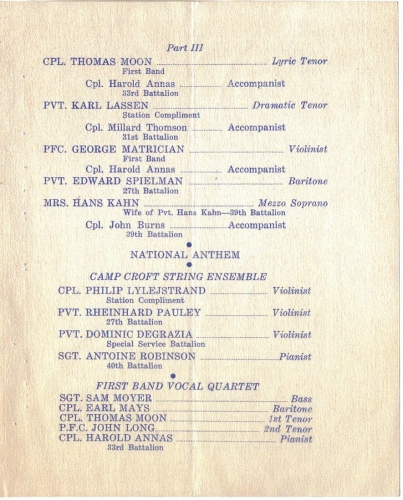 Part III
CPL. THOMAS MOON ........ Lyric Tenor
First Band
Cpl. Harold Annas ........ Accompanist
33rd Battalion
PVT. KARL LASSEN ........ Dramatic Tenor
Station Compliment
Cpl. Millard Thomson ........ Accompanist
31st Battalion
PFC. GEORGE MATRICIAN ........ Violinist
First Band
Cpl. Harold Annas ........ Accompanist
PVT. EDWARD SPIELMAN ........ Baritone
27th Battalion
MRS. HANS KAHN ........ Mezzo Soprano
Wife of Pvt. Hans Kahn—39th Battalion
Cpl. John Burns ........ Accompanist
39th Battalion
NATIONAL ANTHEM
CAMP CROFT STRING ENSEMBLE
CPL. PHILIP LYLEJSTRAND ........ Violinist
Station Compliment
PVT. RHEINHARD PAULEY ........ Violinist
27th Battalion
PVT. DOMINIC DEGRAZIA ........ Violinist
Special Service Battalion
SGT. ANTOINE ROBINSON ........ Pianist
40th Battalion
FIRST BAND VOCAL QUARTET
SGT. SAM MOYER ........ Bass
CPL. EARL MAYS ........ Baritone
CPL. THOMAS MOON ........ 1st Tenor
P.F.C. JOHN LONG ........ 2nd Tenor
CPL. HAROLD ANNAS ........ Pianist
33rd Battalion